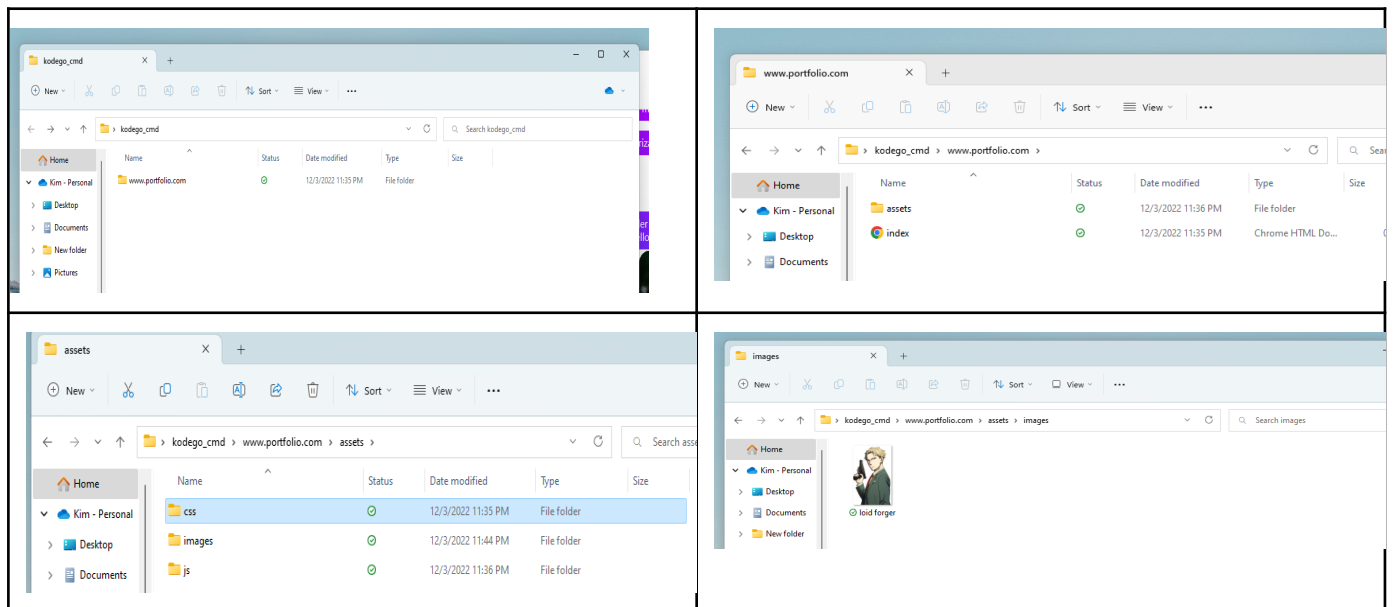 kodego_cmd
New
Sort
View
kodego_cmd
Search kodego_cmd
Home
Name
Status
Date modified
Type
Size
Kim - Personal
www.portfolio.com
12/3/2022 11:35 PM
File folder
Desktop
Documents
New folder
Pictures
www.portfolio.com
New
Sort
View
kodego_cmd > www.portfolio.com >
Sea
Home
Name
Status
Date modified
Type
Size
Kim - Personal
assets
12/3/2022 11:36 PM
File folder
Desktop
index
12/3/2022 11:35 PM
Chrome HTML Do...
Documents
assets
New
Sort
View
kodego_cmd > www.portfolio.com > assets >
Search asse
Home
Name
Status
Date modified
Type
Size
Kim - Personal
css
12/3/2022 11:35 PM
File folder
Desktop
images
12/3/2022 11:44 PM
File folder
Documents
js
12/3/2022 11:36 PM
File folder
images
New
Sort
View
kodego_cmd > www.portfolio.com > assets > images
Search images
Home
Kim - Personal
Desktop
Documents
loid forger
New folder